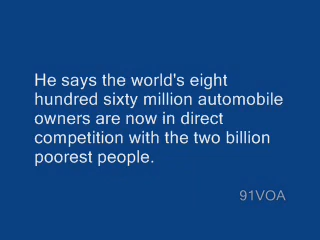 He says the world's eight
hundred sixty million automobile
owners are now in direct
competition with the two billion
poorest people.
91VOA